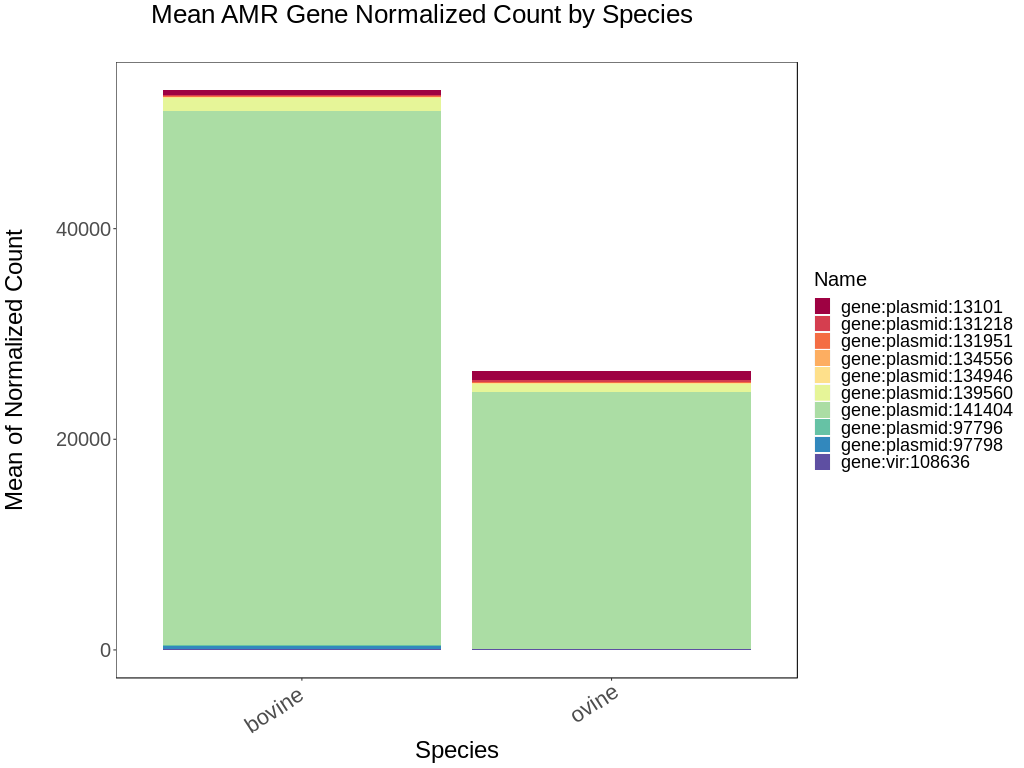 Mean AMR Gene Normalized Count by Species
Mean of Normalized Count
40000
20000
0
bovine
ovine
Species
Name
gene:plasmid:13101
gene:plasmid:131218
gene:plasmid:131951
gene:plasmid:134556
gene:plasmid:134946
gene:plasmid:139560
gene:plasmid:141404
gene:plasmid:97796
gene:plasmid:97798
gene:vir:108636